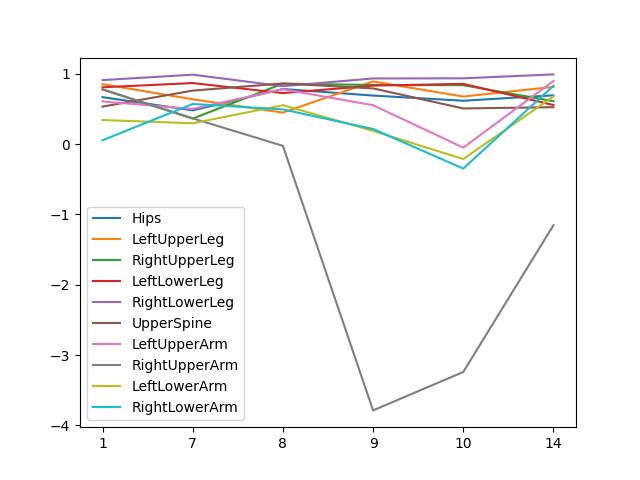 1
0
−1
−2
−3
−4
Hips
LeftUpperLeg
RightUpperLeg
LeftLowerLeg
RightLowerLeg
UpperSpine
LeftUpperArm
RightUpperArm
LeftLowerArm
RightLowerArm
1 7 8 9 10 14